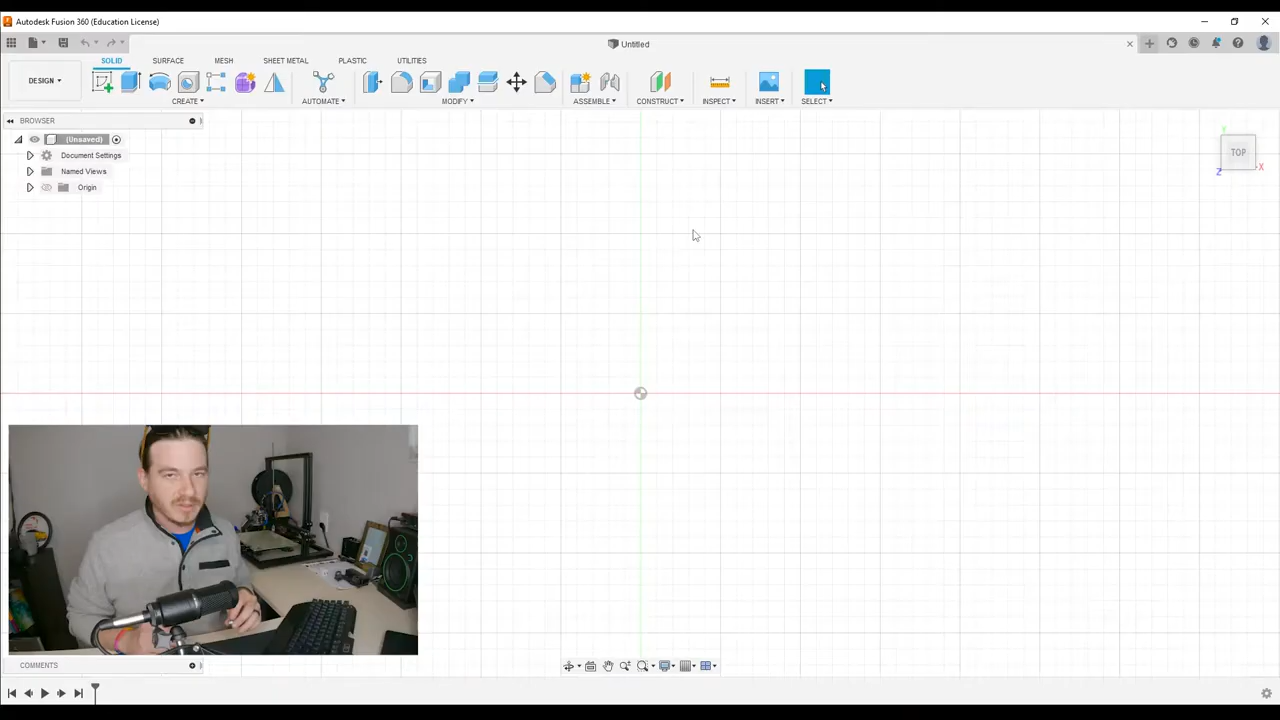 Autodesk Fusion 360 (Education License)
Untitled
DESIGN
SOLID
SURFACE
MESH
SHEET METAL
PLASTIC
UTILITIES
CREATE
AUTOMATE
MODIFY
ASSEMBLE
CONSTRUCT
INSPECT
INSERT
SELECT
BROWSER
(Unsaved)
Document Settings
Named Views
Origin
Y
TOP
Z
X
COMMENTS